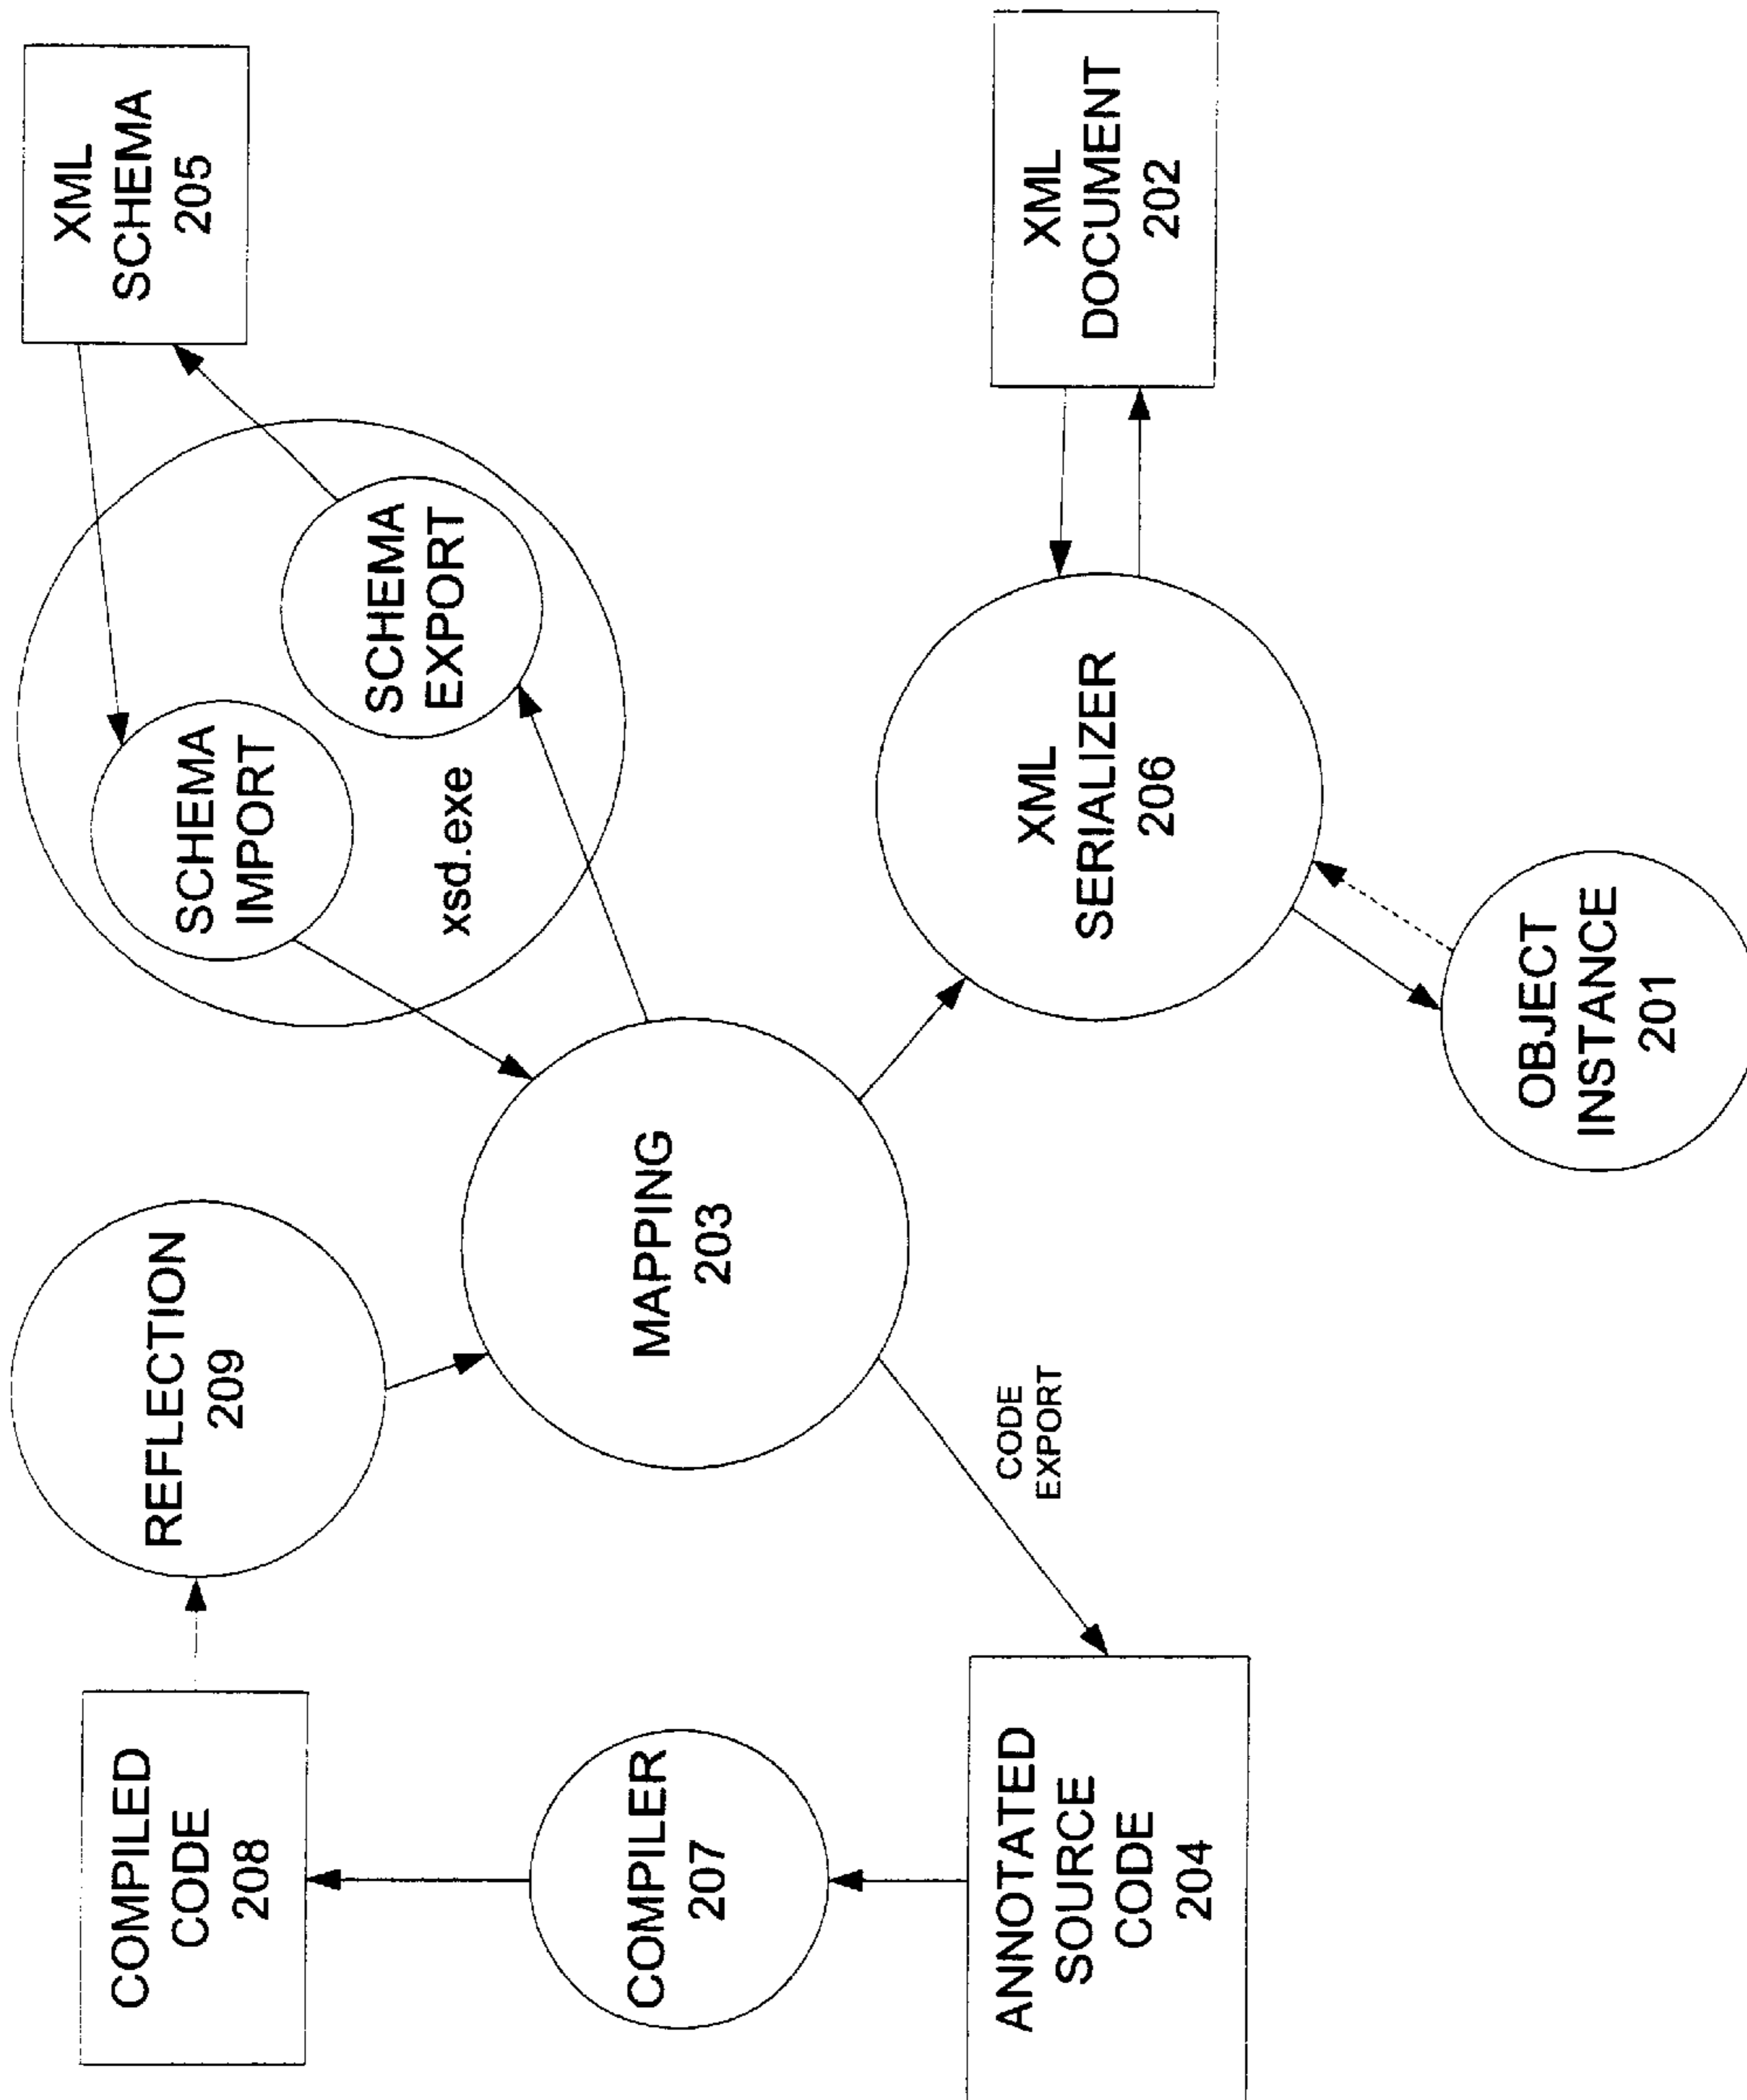 COMPILED
CODE
208
REFLECTION
209
SCHEMA
IMPORT
XML
SCHEMA
205
SCHEMA
EXPORT
xsd.exe
COMPILER
207
MAPPING
203
CODE
EXPORT
ANNOTATED
SOURCE
CODE
204
XML
SERIALIZER
206
XML
DOCUMENT
202
OBJECT
INSTANCE
201